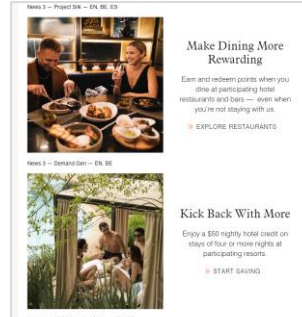 News 3 — Project Silk — EN, BE, ES
Make Dining More
Rewarding
Earn and redeem points when you
dine at participating hotel
restaurants and bars — even when
you're not staying with us.
EXPLORE RESTAURANTS
News 3 — Demand Gen — EN, BE
Kick Back With More
Enjoy a $50 nightly hotel credit on
stays of four or more nights at
participating resorts.
START SAVING